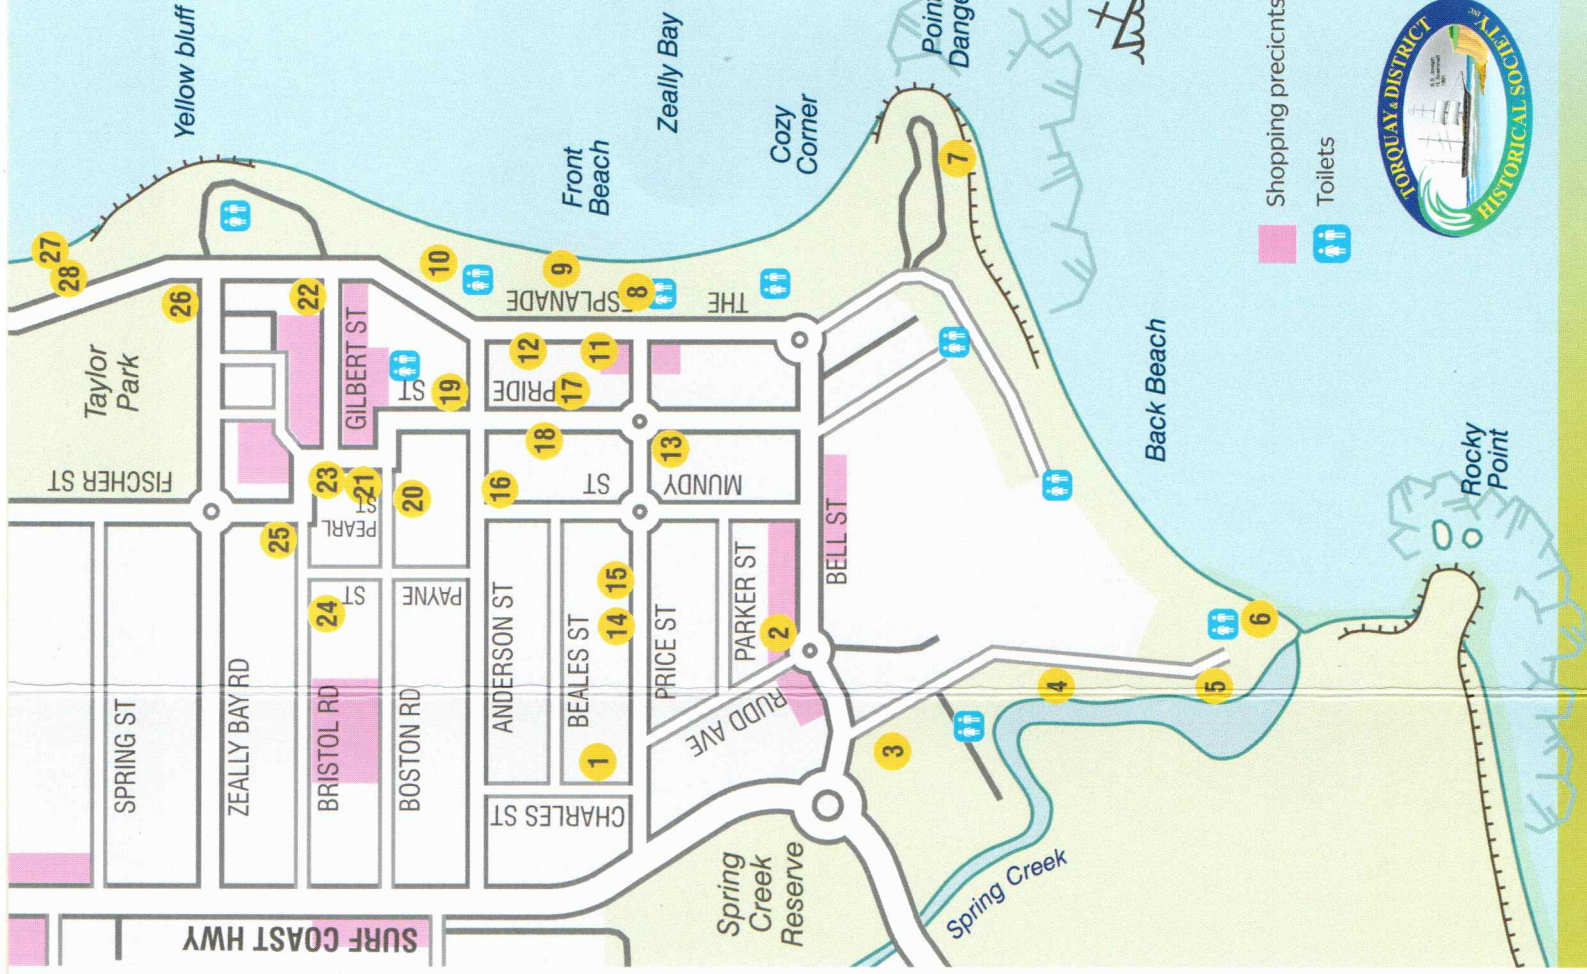 Yellow bluff
Zeally Bay
Front
Beach
Cozy
Corner
Point
Dange
Back Beach
Rocky
Point
Taylor
Park
Spring
Creek
Reserve
Spring Creek
SPRING ST
ZEALLY BAY RD
BRISTOL RD
BOSTON RD
ANDERSON ST
BEALES ST
PRICE ST
PARKER ST
BELL ST
GILBERT ST
RUDD AVE
SURF COAST HWY
CHARLES ST
PAYNE
ST
PEARL
ST
FISCHER ST
MUNDY
ST
PRIDE
ST
THE
ESPLANADE
1
2
3
4
5
6
7
8
9
10
11
12
13
14
15
16
17
18
19
20
21
22
23
24
25
26
27
28
Shopping precicnts
Toilets
TORQUAY & DISTRICT
HISTORICAL SOCIETY
INC